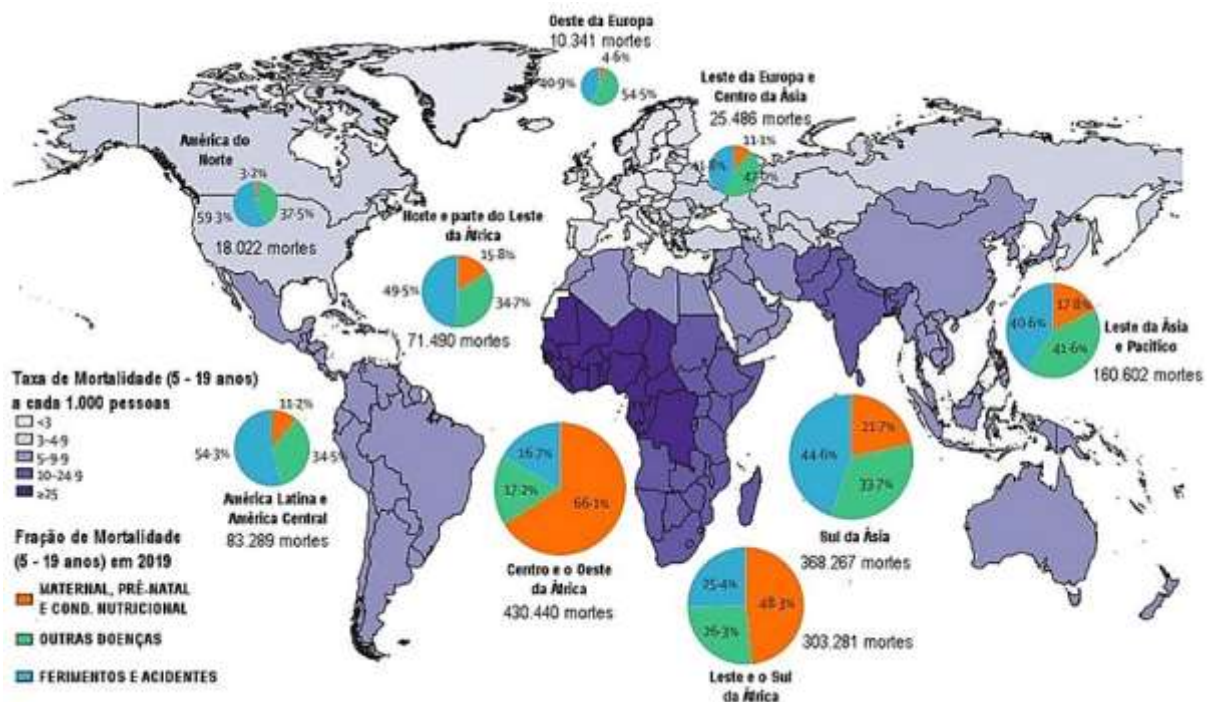 Oeste da Europa
10.341 mortes
4·6%
40·9%
54·5%
Leste da Europa e
Centro da Ásia
25.486 mortes
11·1%
América do
Norte
3·2%
59·3%
37·5%
18.022 mortes
Norte e parte do Leste
da África
15·8%
49·5%
34·7%
71.490 mortes
17·8%
40·6%
41·6%
Leste da Ásia
e Pacífico
160.602 mortes
Taxa de Mortalidade (5 - 19 anos)
a cada 1.000 pessoas
<3
3–4·9
5–9·9
10–24·9
≥25
11·2%
54·3%
34·5%
América Latina e
América Central
83.289 mortes
16·7%
17·2%
66·1%
Centro e o Oeste
da África
430.440 mortes
21·7%
44·6%
33·7%
Sul da Ásia
368.267 mortes
25·4%
48·3%
26·3%
303.281 mortes
Leste e o Sul
da África
Fração de Mortalidade
(5 - 19 anos) em 2019
MATERNAL, PRÉ-NATAL
E COND. NUTRICIONAL
OUTRAS DOENÇAS
FERIMENTOS E ACIDENTES